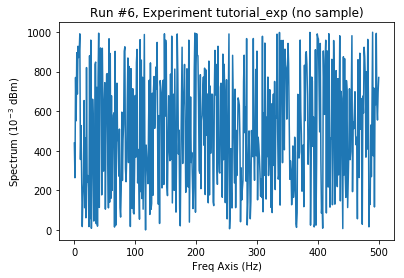 Run #6, Experiment tutorial_exp (no sample)
1000
800
600
400
200
0
Spectrum (10⁻³ dBm)
0 100 200 300 400 500
Freq Axis (Hz)